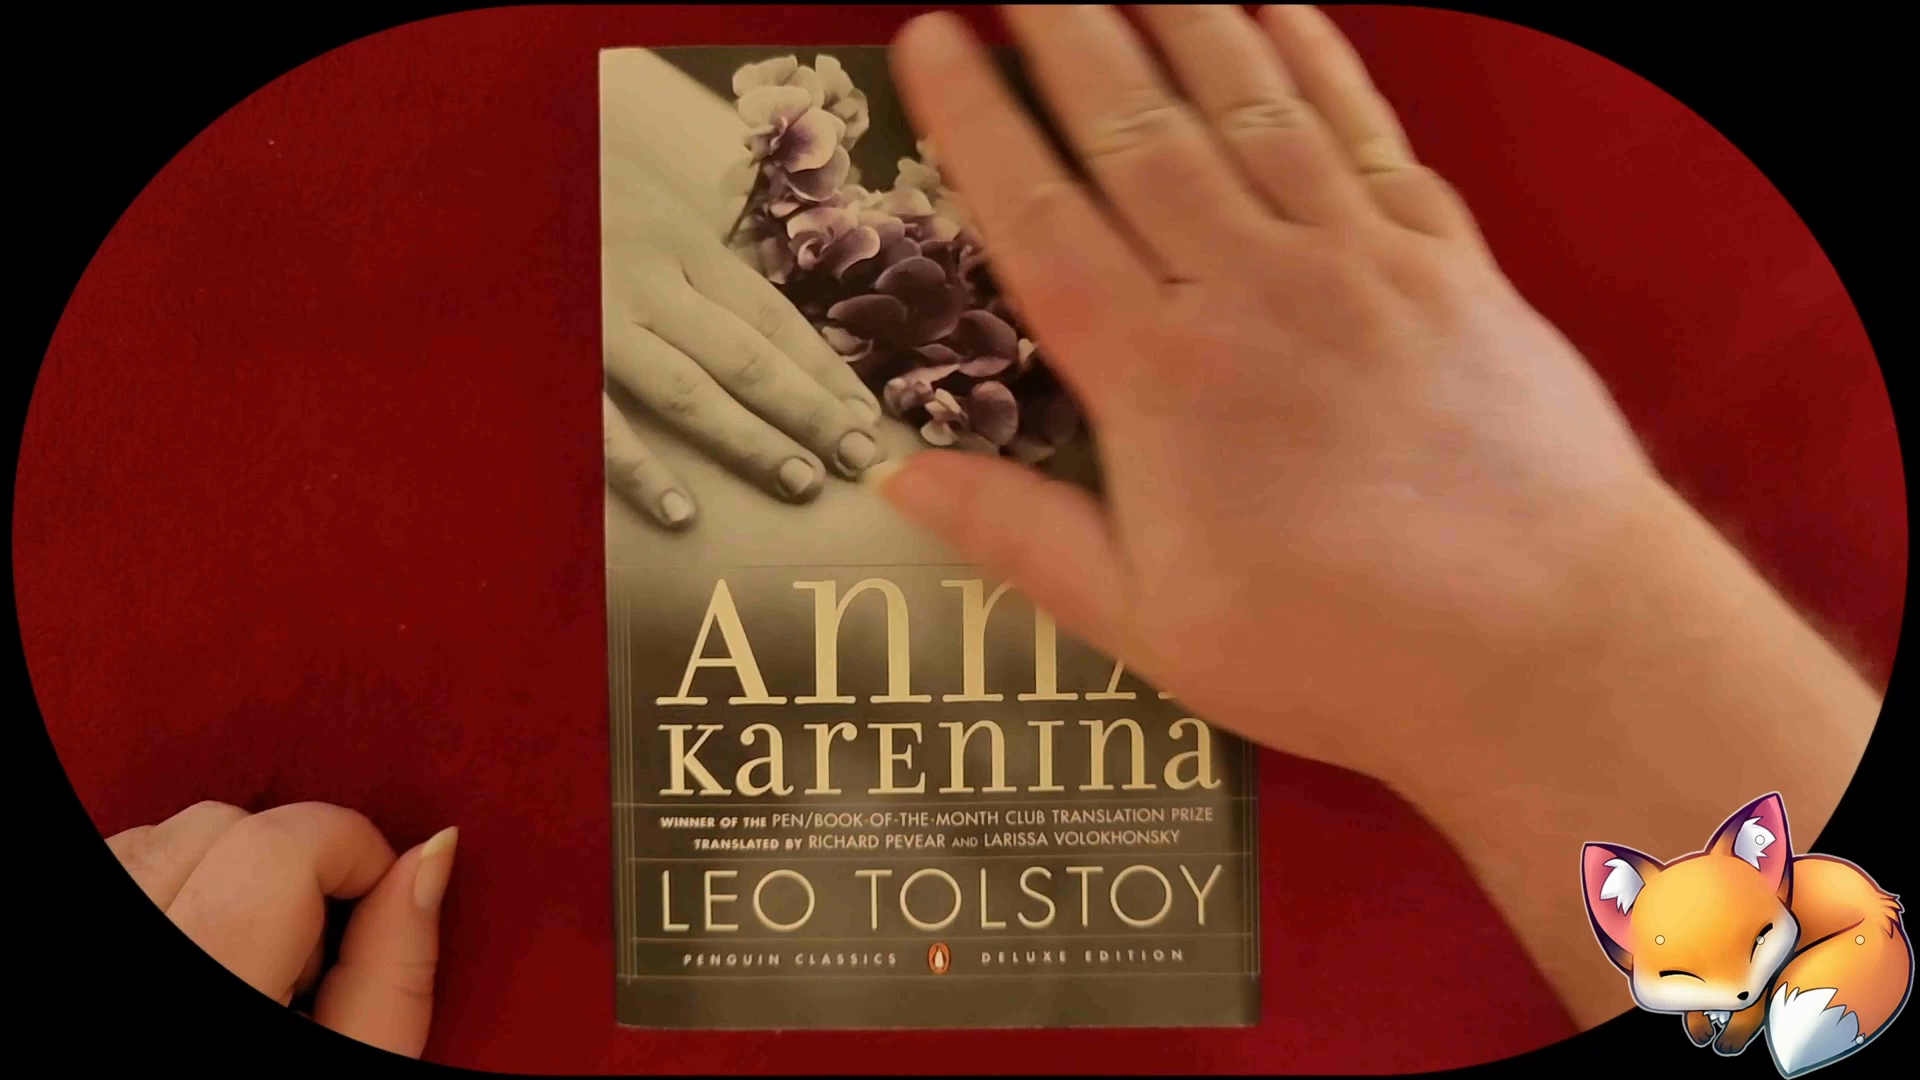 Anna
Karenina
WINNER OF THE PEN/BOOK-OF-THE-MONTH CLUB TRANSLATION PRIZE
TRANSLATED BY RICHARD PEVEAR AND LARISSA VOLOKHONSKY
LEO TOLSTOY
PENGUIN CLASSICS DELUXE EDITION